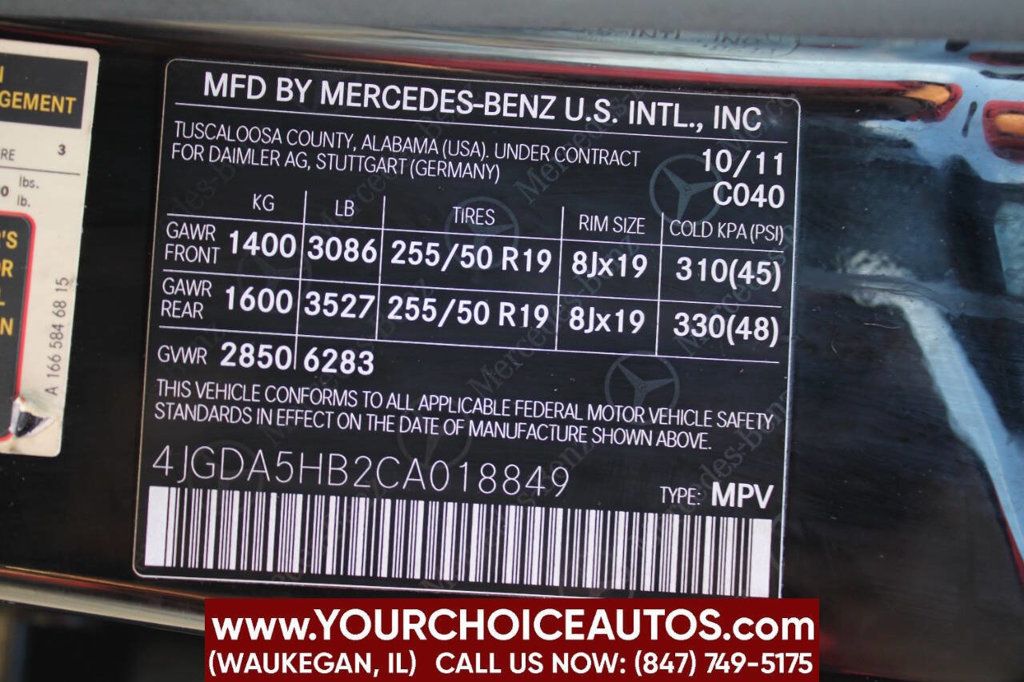 MFD BY MERCEDES-BENZ U.S. INTL., INC
TUSCALOOSA COUNTY, ALABAMA (USA). UNDER CONTRACT
FOR DAIMLER AG, STUTTGART (GERMANY)
10/11
C040
KG LB TIRES RIM SIZE COLD KPA (PSI)
GAWR FRONT 1400 3086 255/50 R19 8Jx19 310(45)
GAWR REAR 1600 3527 255/50 R19 8Jx19 330(48)
GVWR 2850 6283
THIS VEHICLE CONFORMS TO ALL APPLICABLE FEDERAL MOTOR VEHICLE SAFETY
STANDARDS IN EFFECT ON THE DATE OF MANUFACTURE SHOWN ABOVE.
4JGDA5HB2CA018849
TYPE: MPV
GEMENT
3
lbs.
lb.
A 166 584 68 15
www.YOURCHOICEAUTOS.com
(WAUKEGAN, IL) CALL US NOW: (847) 749-5175